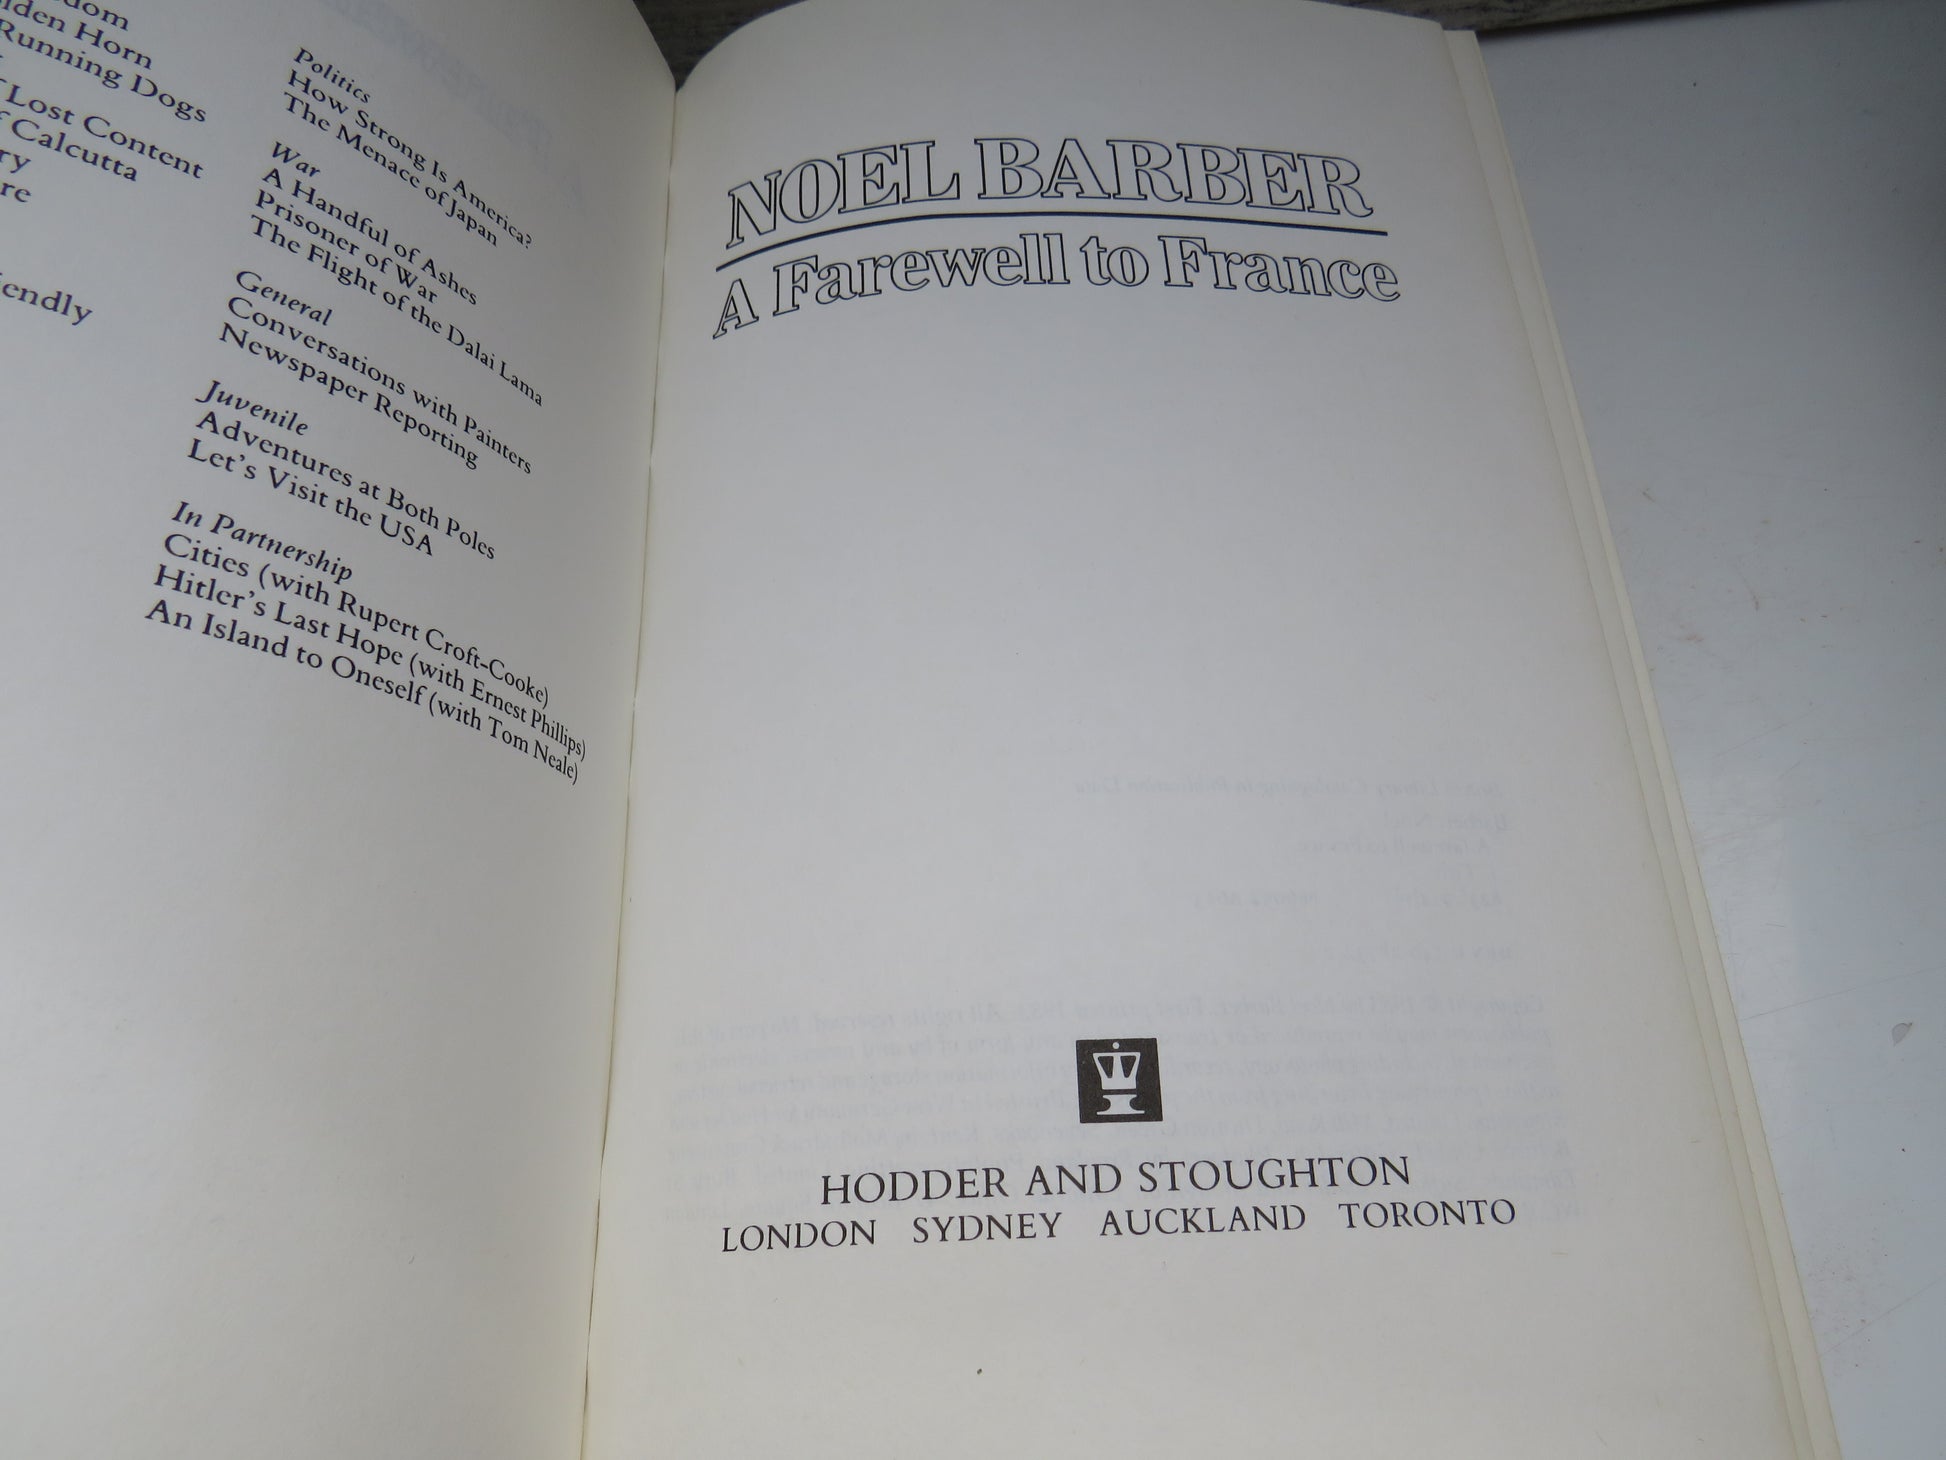 dom
lden Horn
Running Dogs
Lost Content
f Calcutta
ry
re
endly
Politics
How Strong Is America?
The Menace of Japan
War
A Handful of Ashes
Prisoner of War
The Flight of the Dalai Lama
General
Conversations with Painters
Newspaper Reporting
Juvenile
Adventures at Both Poles
Let's Visit the USA
In Partnership
Cities (with Rupert Croft-Cooke)
Hitler's Last Hope (with Ernest Phillips)
An Island to Oneself (with Tom Neale)
NOEL BARBER
A Farewell to France
HODDER AND STOUGHTON
LONDON SYDNEY AUCKLAND TORONTO